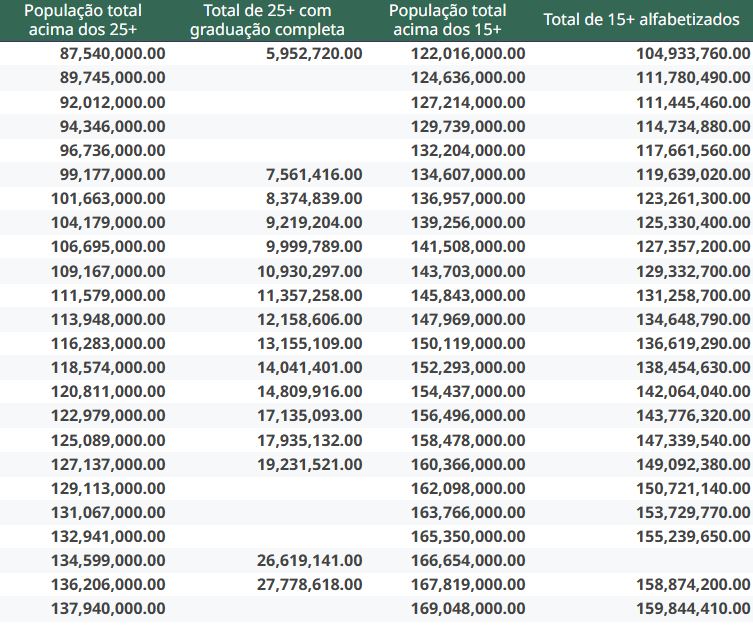 População total acima dos 25+ Total de 25+ com graduação completa População total acima dos 15+ Total de 15+ alfabetizados
87,540,000.00 5,952,720.00 122,016,000.00 104,933,760.00
89,745,000.00 124,636,000.00 111,780,490.00
92,012,000.00 127,214,000.00 111,445,460.00
94,346,000.00 129,739,000.00 114,734,880.00
96,736,000.00 132,204,000.00 117,661,560.00
99,177,000.00 7,561,416.00 134,607,000.00 119,639,020.00
101,663,000.00 8,374,839.00 136,957,000.00 123,261,300.00
104,179,000.00 9,219,204.00 139,256,000.00 125,330,400.00
106,695,000.00 9,999,789.00 141,508,000.00 127,357,200.00
109,167,000.00 10,930,297.00 143,703,000.00 129,332,700.00
111,579,000.00 11,357,258.00 145,843,000.00 131,258,700.00
113,948,000.00 12,158,606.00 147,969,000.00 134,648,790.00
116,283,000.00 13,155,109.00 150,119,000.00 136,619,290.00
118,574,000.00 14,041,401.00 152,293,000.00 138,454,630.00
120,811,000.00 14,809,916.00 154,437,000.00 142,064,040.00
122,979,000.00 17,135,093.00 156,496,000.00 143,776,320.00
125,089,000.00 17,935,132.00 158,478,000.00 147,339,540.00
127,137,000.00 19,231,521.00 160,366,000.00 149,092,380.00
129,113,000.00 162,098,000.00 150,721,140.00
131,067,000.00 163,766,000.00 153,729,770.00
132,941,000.00 165,350,000.00 155,239,650.00
134,599,000.00 26,619,141.00 166,654,000.00
136,206,000.00 27,778,618.00 167,819,000.00 158,874,200.00
137,940,000.00 169,048,000.00 159,844,410.00